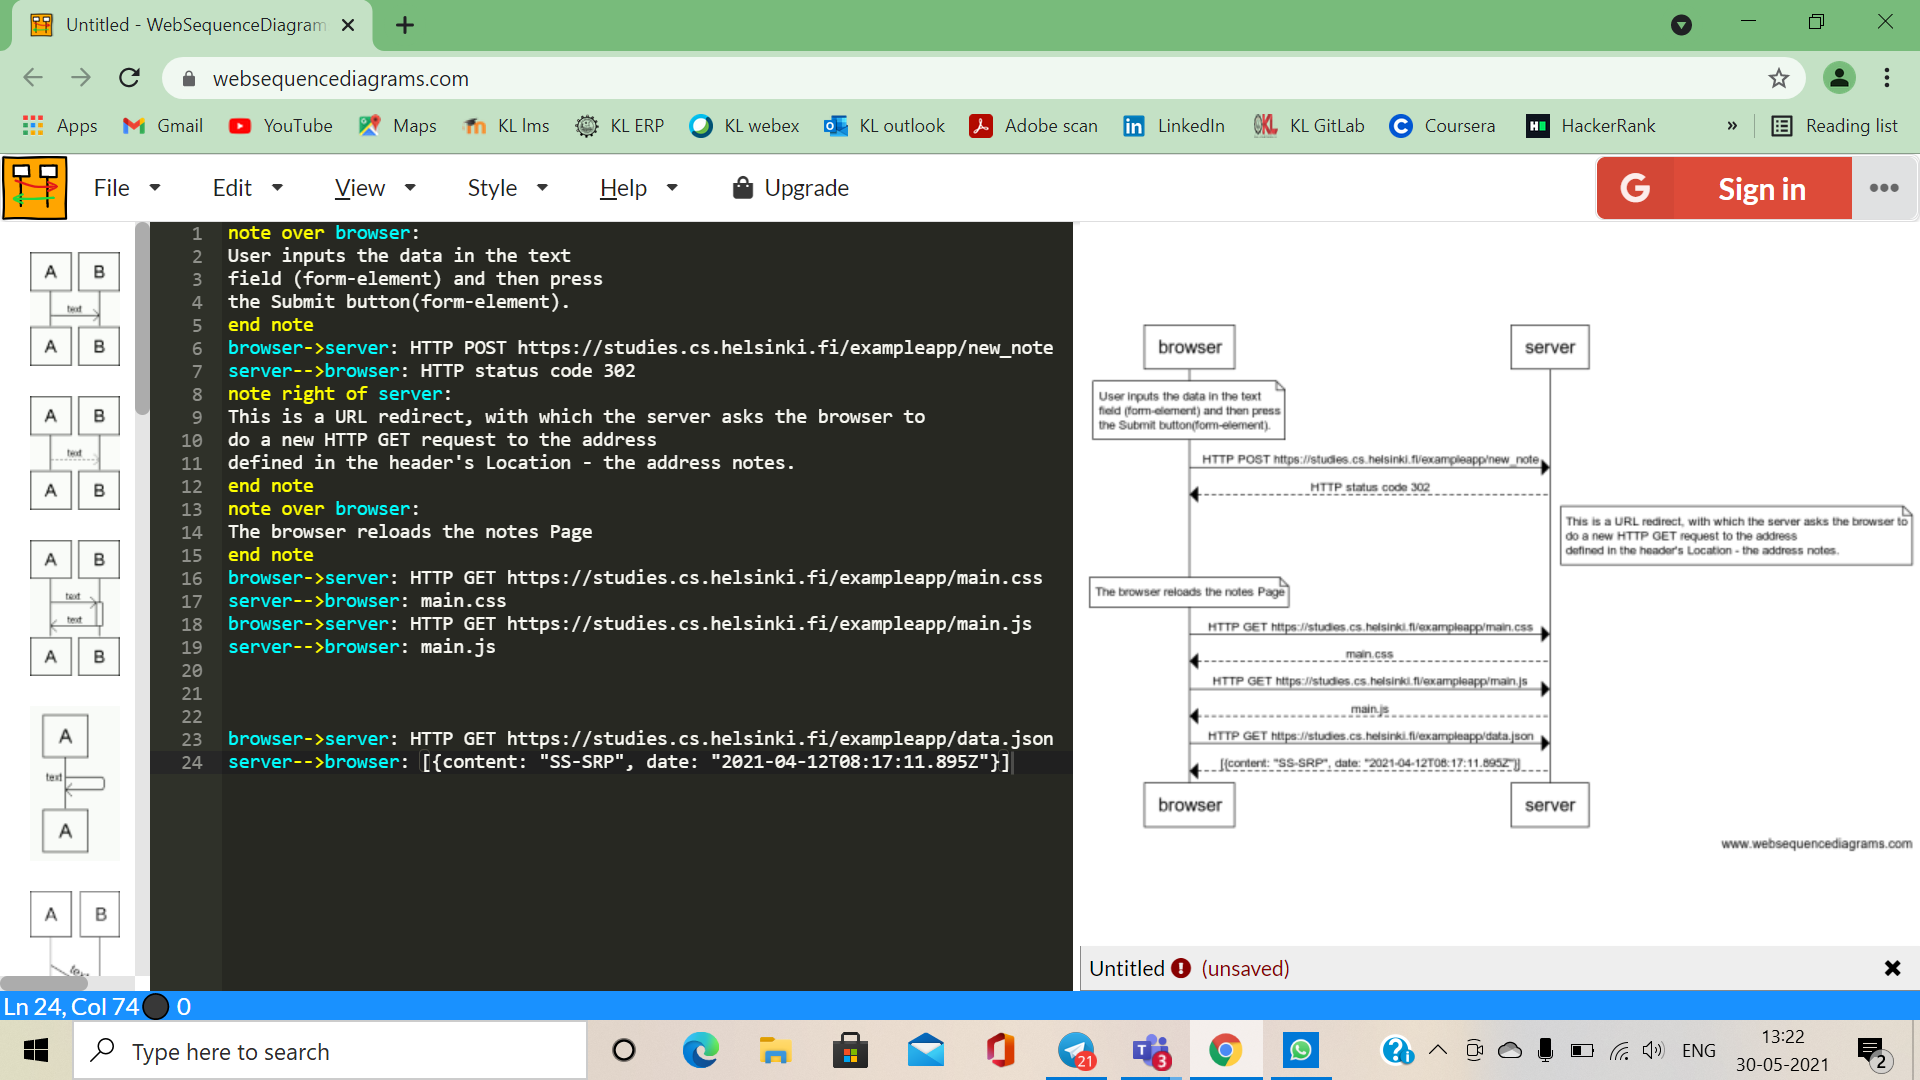 Untitled - WebSequenceDiagram
websequencediagrams.com
Apps
Gmail
YouTube
Maps
KL lms
KL ERP
KL webex
KL outlook
Adobe scan
LinkedIn
KL GitLab
Coursera
HackerRank
»
Reading list
File
Edit
View
Style
Help
Upgrade
G
Sign in
A B
text
A B
A B
text
A B
A B
text
text
A B
A
text
A
A B
1 note over browser:
2 User inputs the data in the text
3 field (form-element) and then press
4 the Submit button(form-element).
5 end note
6 browser->server: HTTP POST https://studies.cs.helsinki.fi/exampleapp/new_note
7 server-->browser: HTTP status code 302
8 note right of server:
9 This is a URL redirect, with which the server asks the browser to
10 do a new HTTP GET request to the address
11 defined in the header's Location - the address notes.
12 end note
13 note over browser:
14 The browser reloads the notes Page
15 end note
16 browser->server: HTTP GET https://studies.cs.helsinki.fi/exampleapp/main.css
17 server-->browser: main.css
18 browser->server: HTTP GET https://studies.cs.helsinki.fi/exampleapp/main.js
19 server-->browser: main.js
20
21
22
23 browser->server: HTTP GET https://studies.cs.helsinki.fi/exampleapp/data.json
24 server-->browser: [{content: "SS-SRP", date: "2021-04-12T08:17:11.895Z"}]
browser
server
User inputs the data in the text
field (form-element) and then press
the Submit button(form-element).
HTTP POST https://studies.cs.helsinki.fi/exampleapp/new_note
HTTP status code 302
This is a URL redirect, with which the server asks the browser to
do a new HTTP GET request to the address
defined in the header's Location - the address notes.
The browser reloads the notes Page
HTTP GET https://studies.cs.helsinki.fi/exampleapp/main.css
main.css
HTTP GET https://studies.cs.helsinki.fi/exampleapp/main.js
main.js
HTTP GET https://studies.cs.helsinki.fi/exampleapp/data.json
[{content: "SS-SRP", date: "2021-04-12T08:17:11.895Z"}]
browser
server
www.websequencediagrams.com
Untitled (unsaved)
Ln 24, Col 74 0
Type here to search
21
3
ENG
13:22
30-05-2021
2